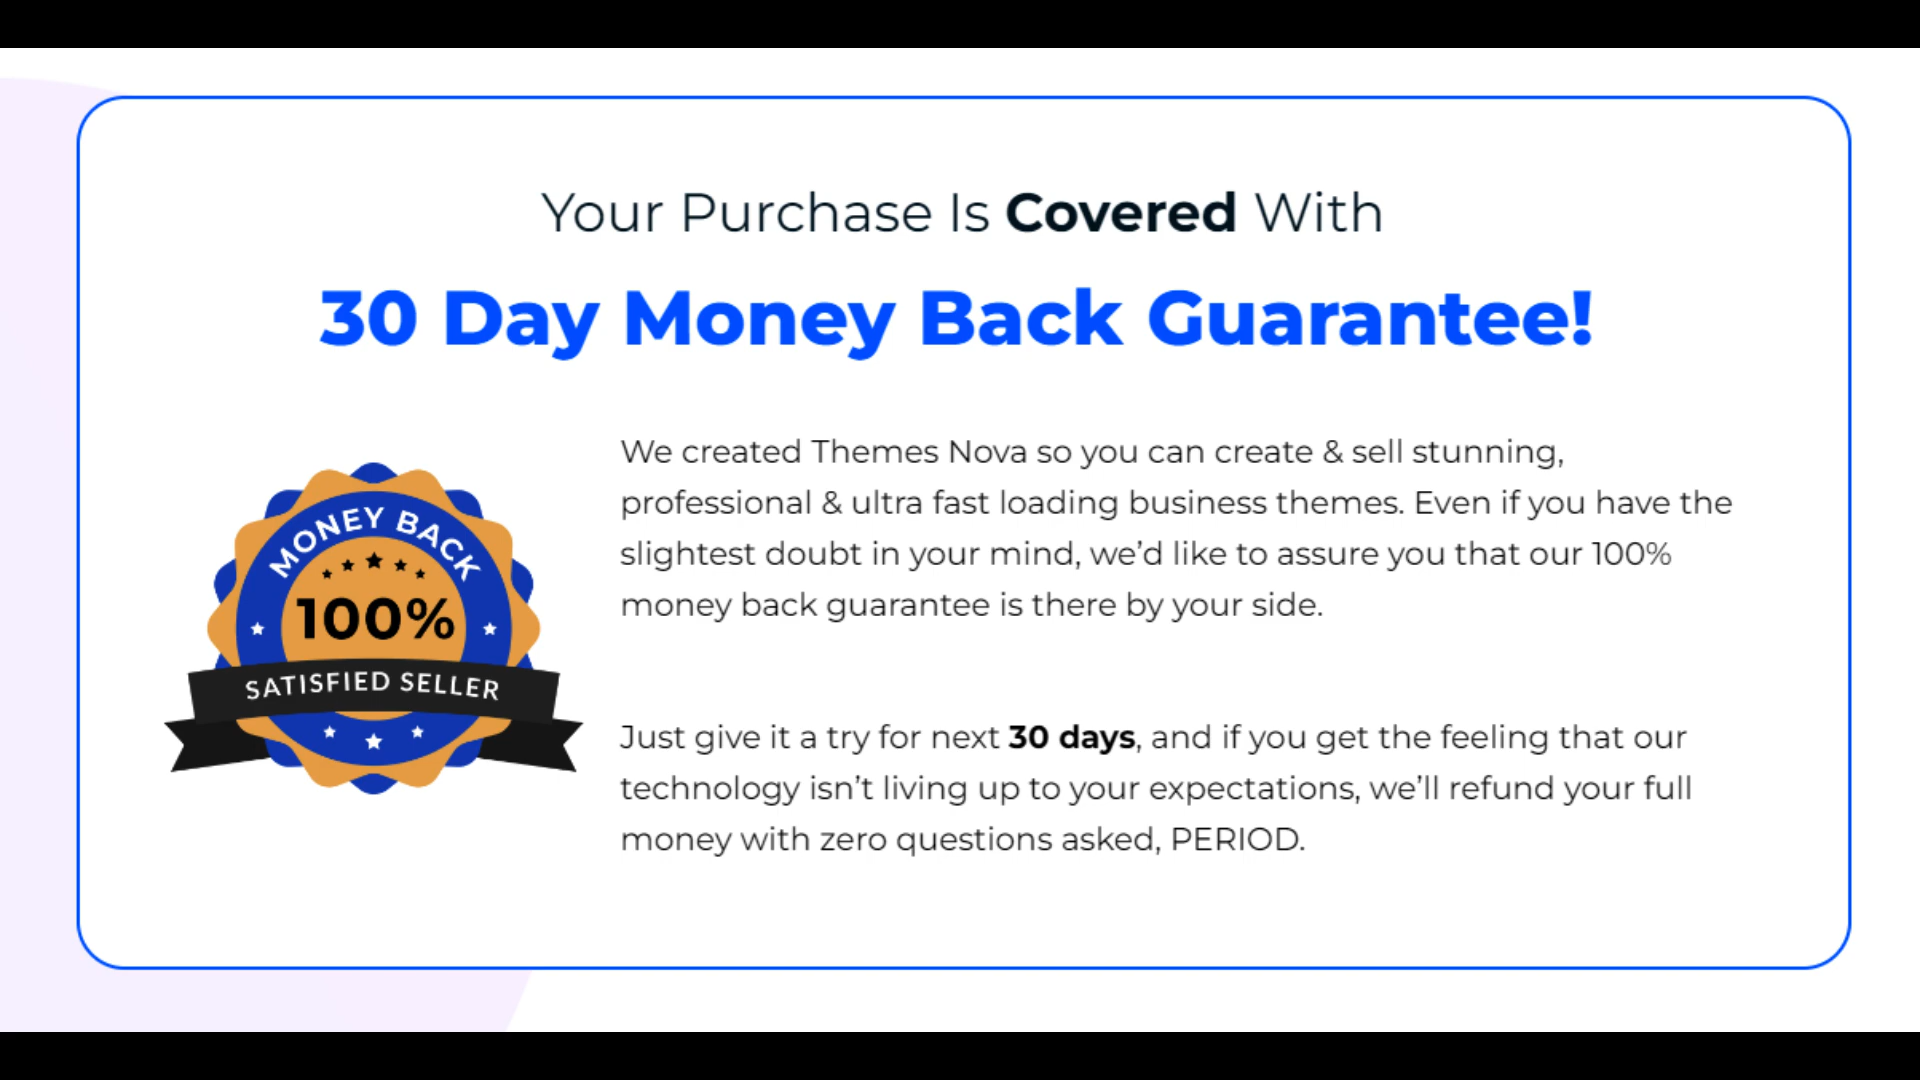 Your Purchase Is Covered With
30 Day Money Back Guarantee!
MONEY BACK
100%
SATISFIED SELLER
We created Themes Nova so you can create & sell stunning,
professional & ultra fast loading business themes. Even if you have the
slightest doubt in your mind, we’d like to assure you that our 100%
money back guarantee is there by your side.
Just give it a try for next 30 days, and if you get the feeling that our
technology isn’t living up to your expectations, we’ll refund your full
money with zero questions asked, PERIOD.